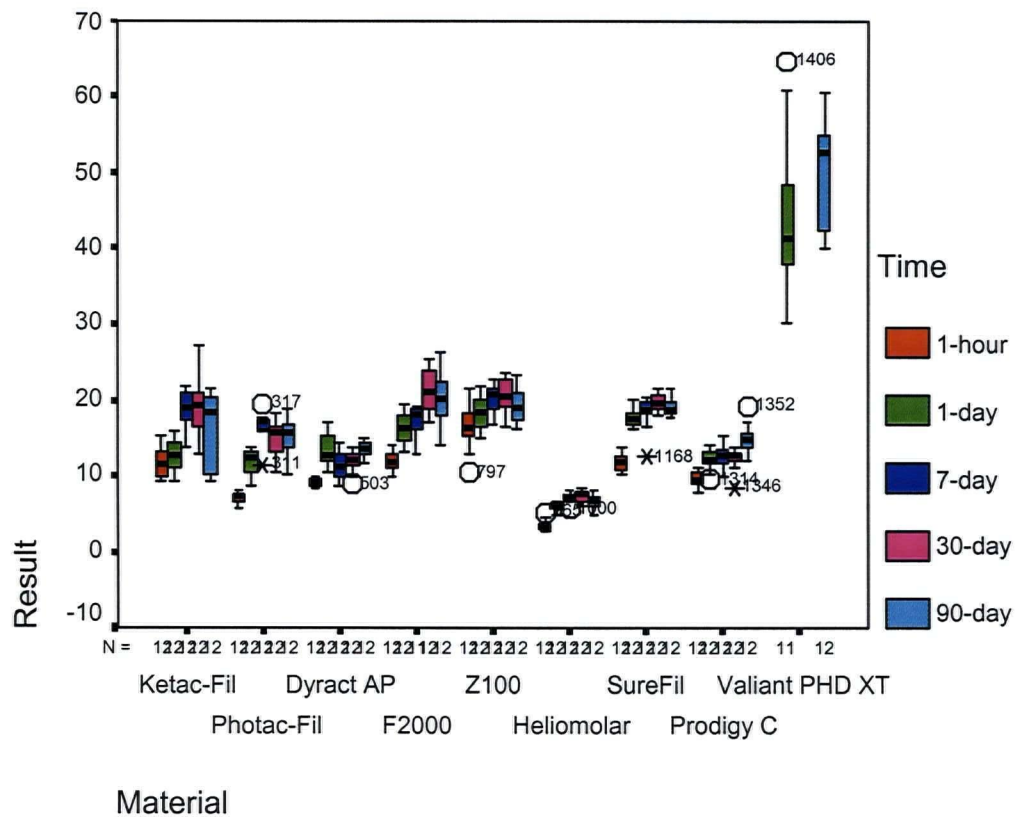 70
60
50
40
30
20
10
0
-10
Result
1406
317
311
503
797
1168
1314
1346
1352
Time
1-hour
1-day
7-day
30-day
90-day
N =
11 12
Ketac-Fil Dyract AP Z100 SureFil Valiant PHD XT
Photac-Fil F2000 Heliomolar Prodigy C
Material